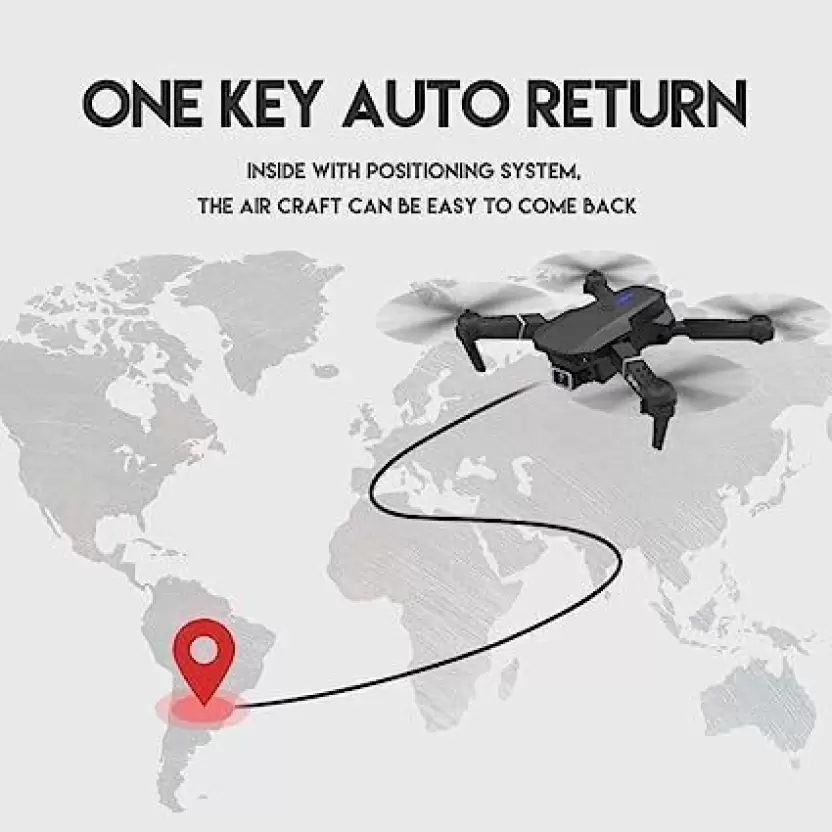 ONE KEY AUTO RETURN
INSIDE WITH POSITIONING SYSTEM,
THE AIR CRAFT CAN BE EASY TO COME BACK